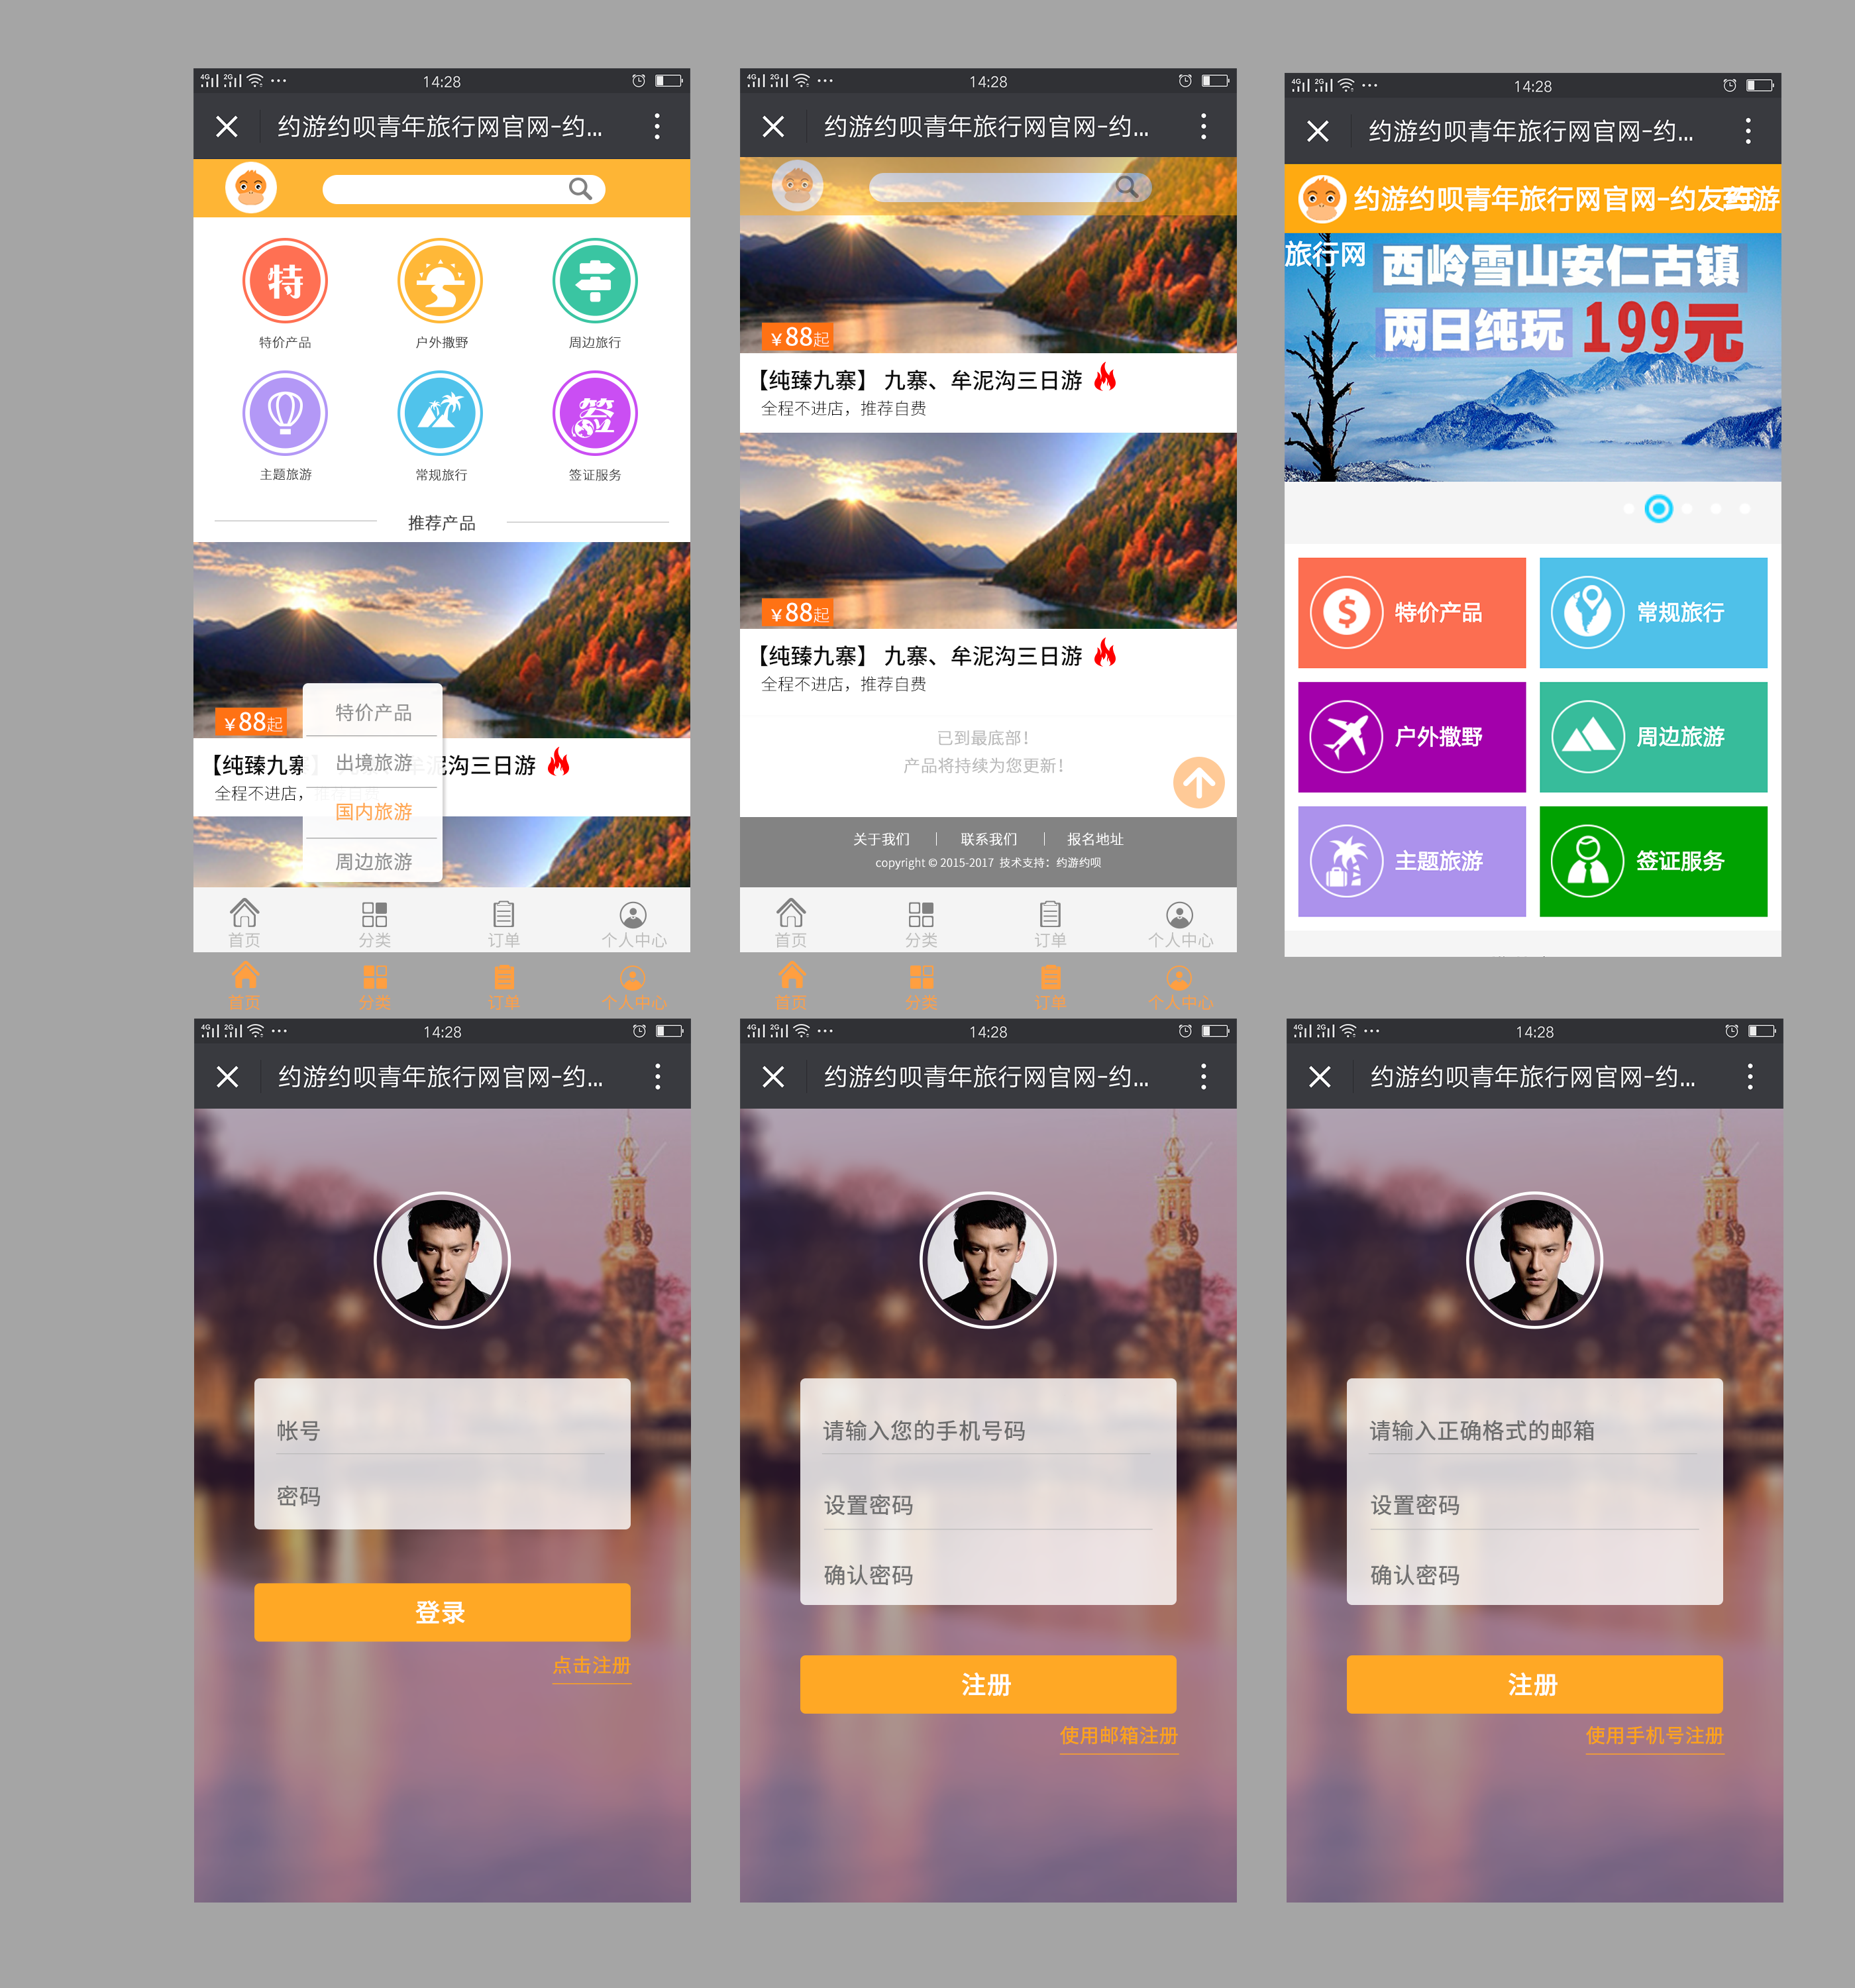 4G 2G 14:28
约游约呗青年旅行网官网-约...
特
特价产品 户外撒野 周边旅行
签
主题旅游 常规旅行 签证服务
推荐产品
¥88起
【纯臻九寨】 泥沟三日游
全程不进店，
特价产品
出境旅游
国内旅游
周边旅游
首页 分类 订单 个人中心
首页 分类 订单 个人中心
4G 2G 14:28
约游约呗青年旅行网官网-约...
¥88起
【纯臻九寨】 九寨、牟泥沟三日游
全程不进店，推荐自费
¥88起
【纯臻九寨】 九寨、牟泥沟三日游
全程不进店，推荐自费
已到最底部！
产品将持续为您更新！
关于我们 | 联系我们 | 报名地址
copyright © 2015-2017 技术支持：约游约呗
首页 分类 订单 个人中心
首页 分类 订单 个人中心
4G 2G 14:28
约游约呗青年旅行网官网-约...
约游约呗青年旅行网官网-约友 游
旅行网
西岭雪山安仁古镇
两日纯玩 199元
$ 特价产品 常规旅行
户外撒野 周边旅游
主题旅游 签证服务
4G 2G 14:28
约游约呗青年旅行网官网-约...
帐号
密码
登录
点击注册
4G 2G 14:28
约游约呗青年旅行网官网-约...
请输入您的手机号码
设置密码
确认密码
注册
使用邮箱注册
4G 2G 14:28
约游约呗青年旅行网官网-约...
请输入正确格式的邮箱
设置密码
确认密码
注册
使用手机号注册